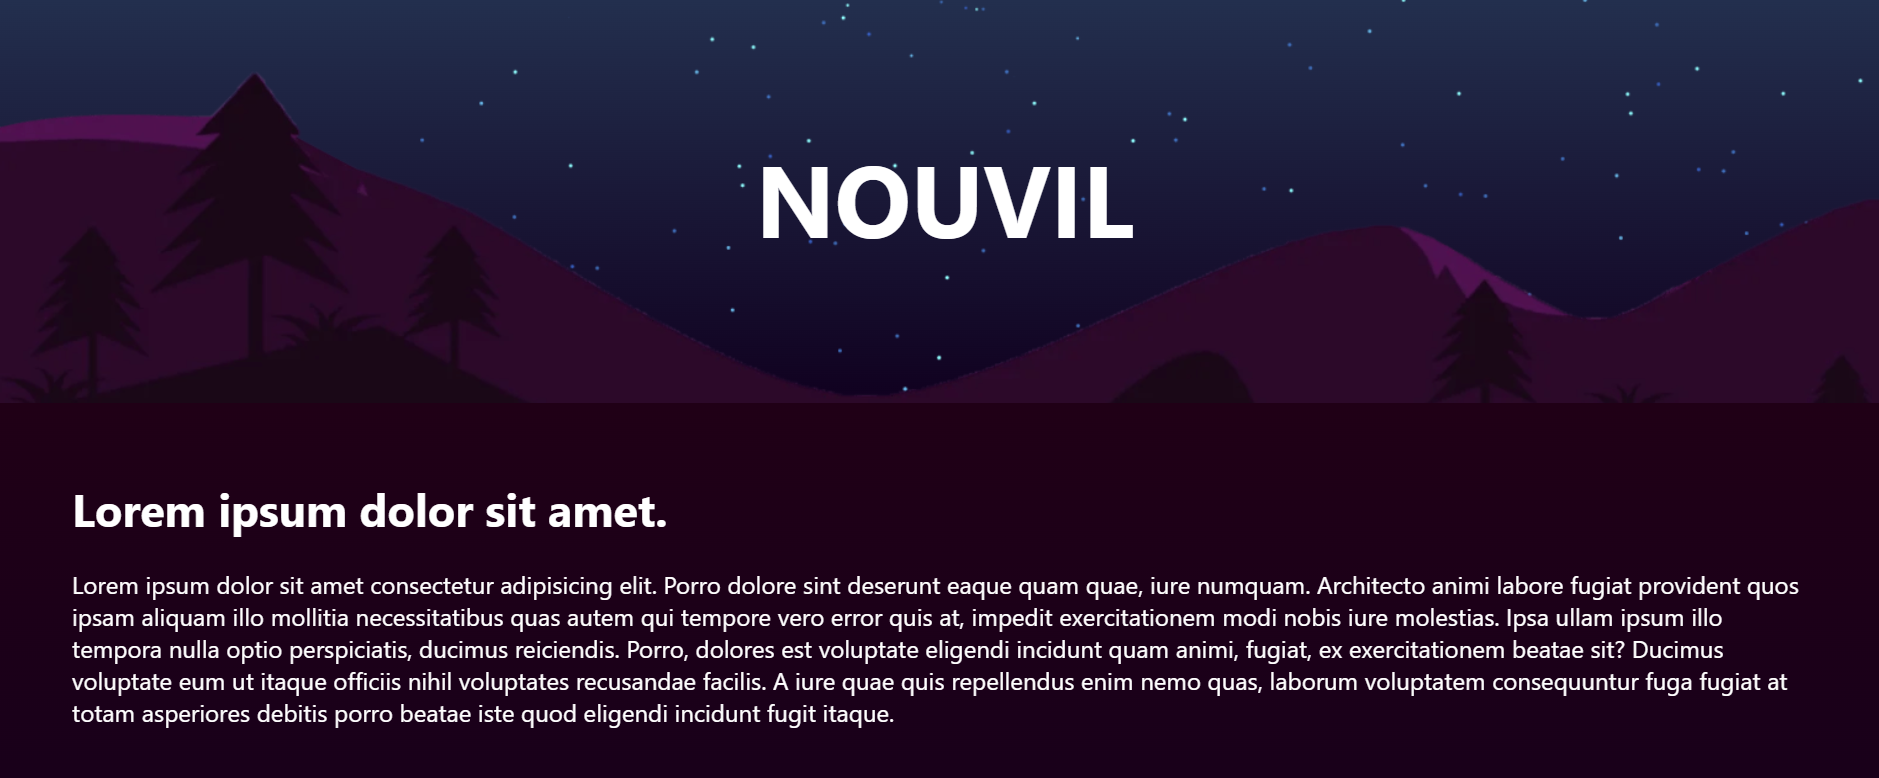 NOUVIL
Lorem ipsum dolor sit amet.
Lorem ipsum dolor sit amet consectetur adipisicing elit. Porro dolore sint deserunt eaque quam quae, iure numquam. Architecto animi labore fugiat provident quos
ipsam aliquam illo mollitia necessitatibus quas autem qui tempore vero error quis at, impedit exercitationem modi nobis iure molestias. Ipsa ullam ipsum illo
tempora nulla optio perspiciatis, ducimus reiciendis. Porro, dolores est voluptate eligendi incidunt quam animi, fugiat, ex exercitationem beatae sit? Ducimus
voluptate eum ut itaque officiis nihil voluptates recusandae facilis. A iure quae quis repellendus enim nemo quas, laborum voluptatem consequuntur fuga fugiat at
totam asperiores debitis porro beatae iste quod eligendi incidunt fugit itaque.